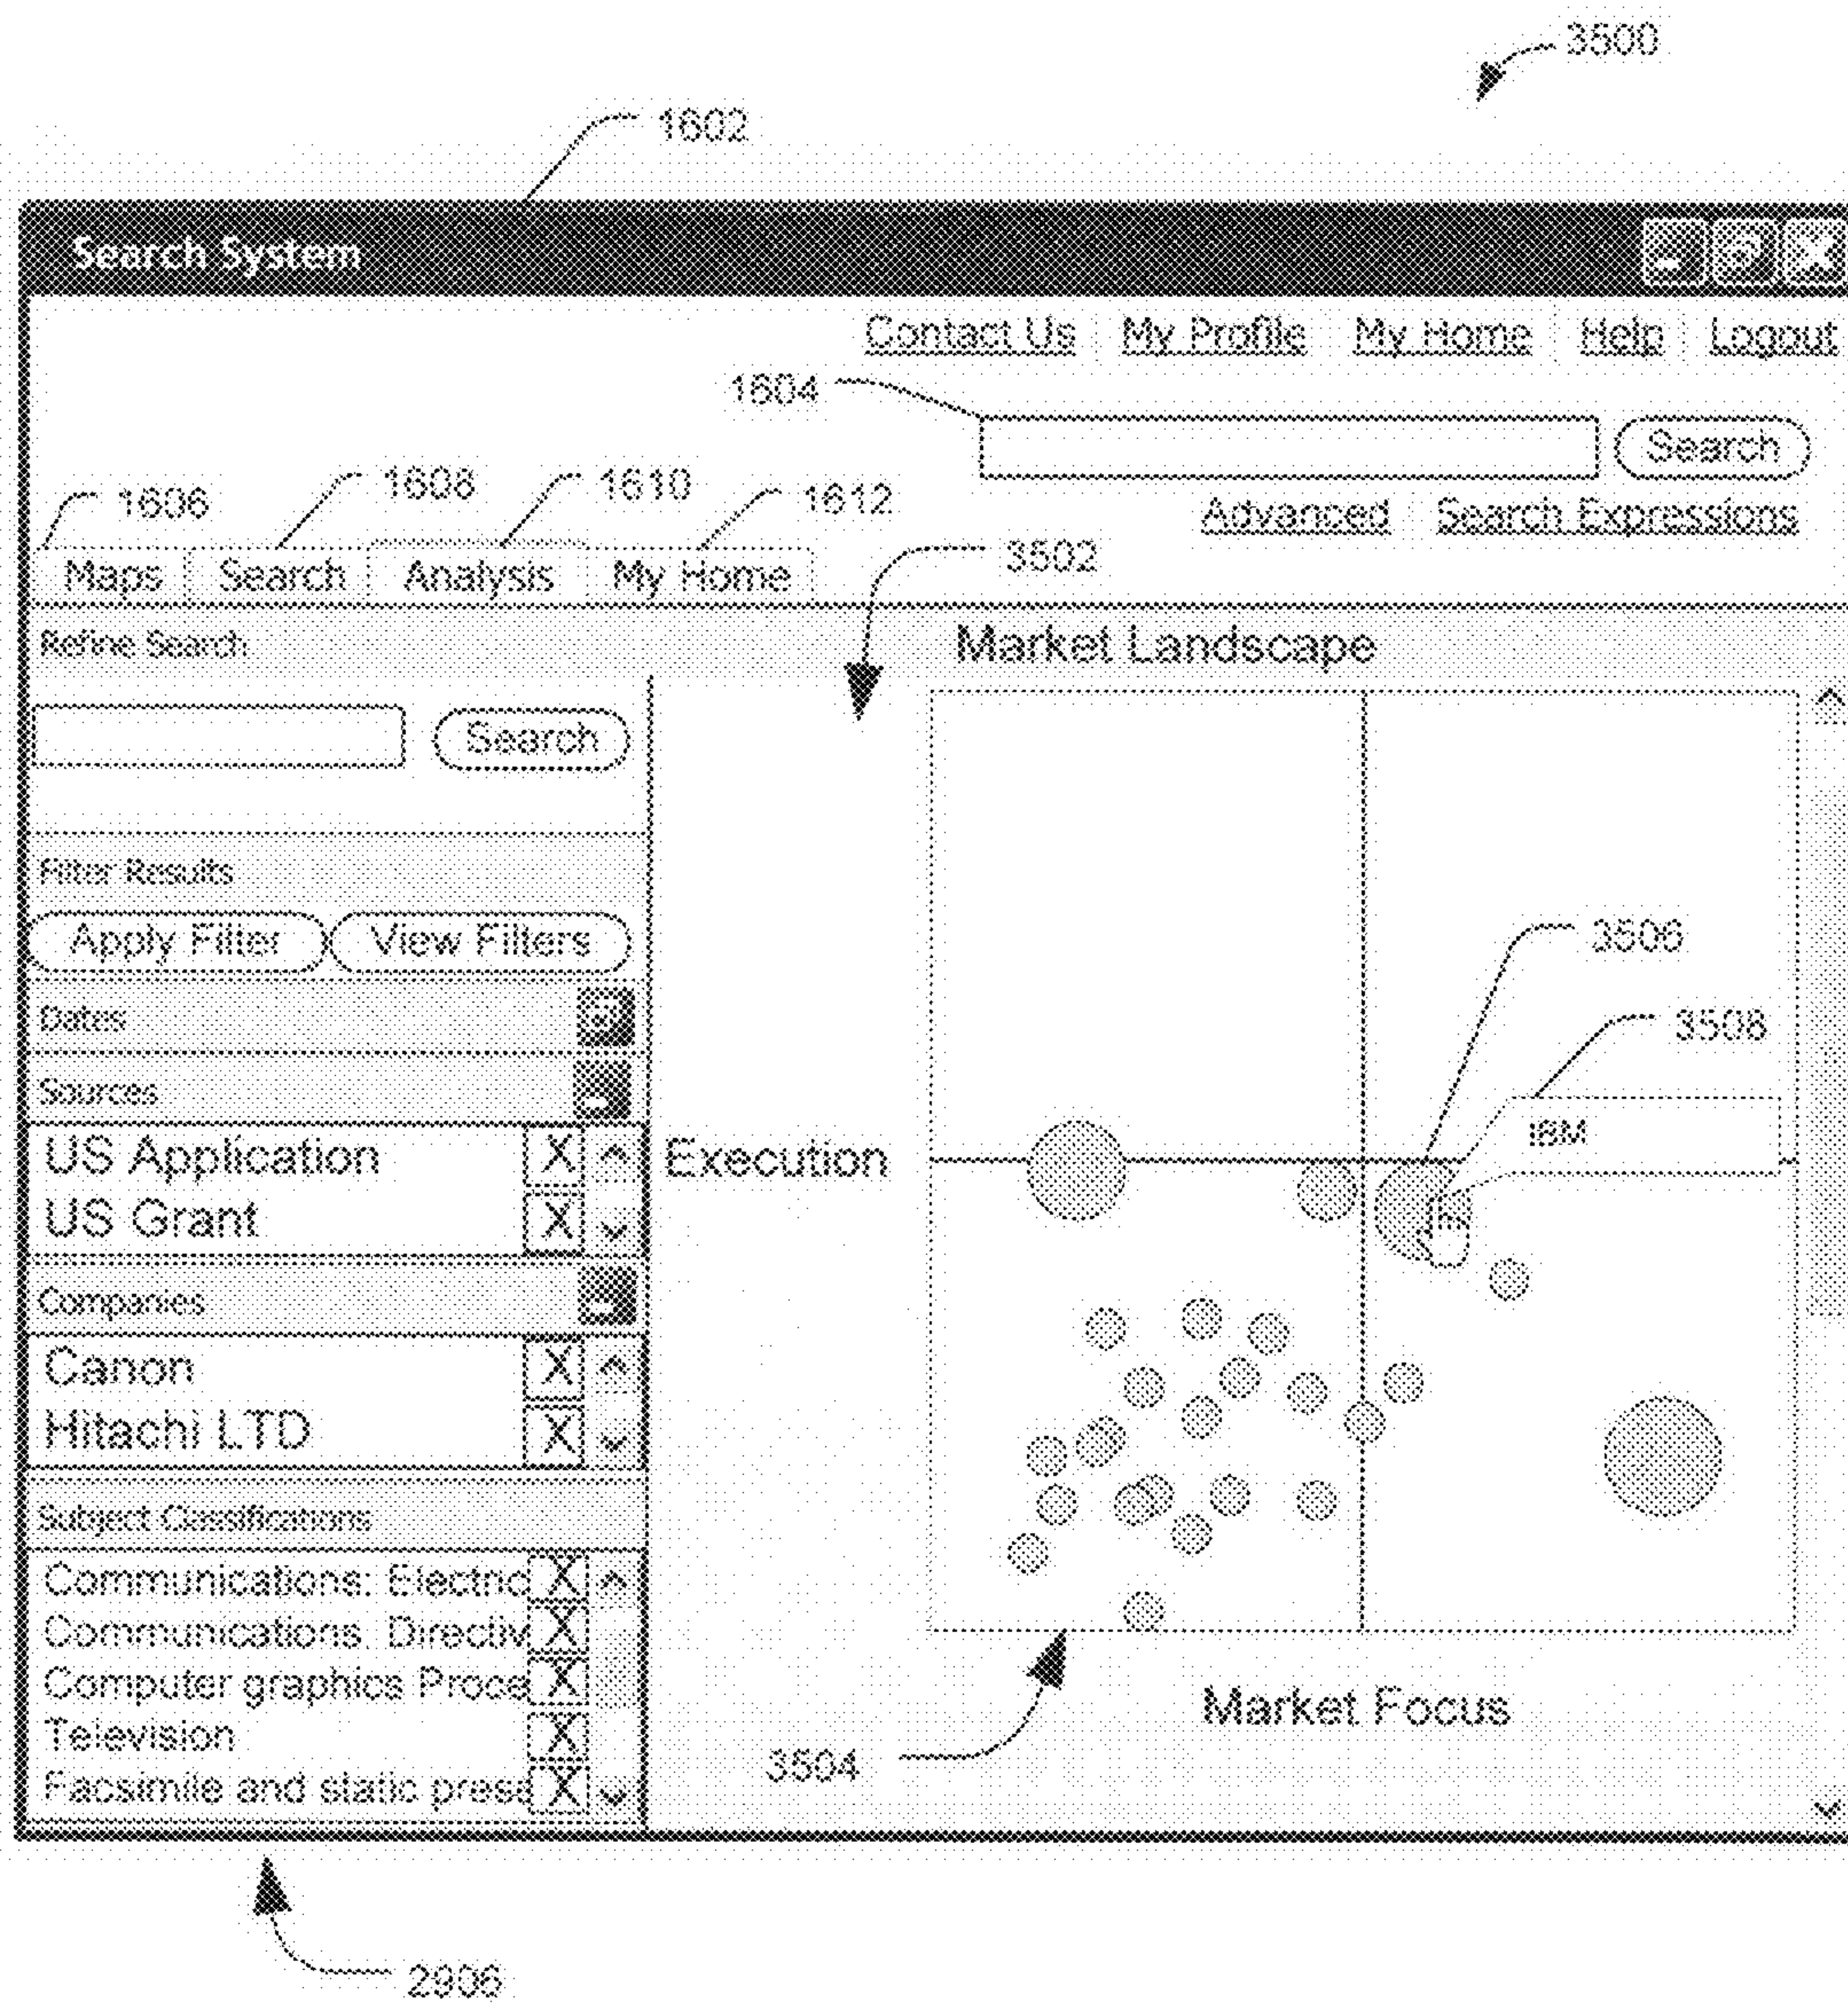 3500
1602
Search System
Contact Us My Profile My Home Help Logout
1604
Search
Advanced Search Expressions
1606
1608
1610
1612
3502
Maps Search Analysis My Home
Refine Search
Market Landscape
Search
Filter Results
Apply Filter View Filters
Dates
Sources
US Application X
US Grant X
Companies
Canon X
Hitachi LTD X
Subject Classifications
Communications: Electric X
Communications: Directiv X
Computer graphics Proce X
Television X
Facsimile and static prese X
Execution
3506
3508
IBM
Market Focus
3504
2906